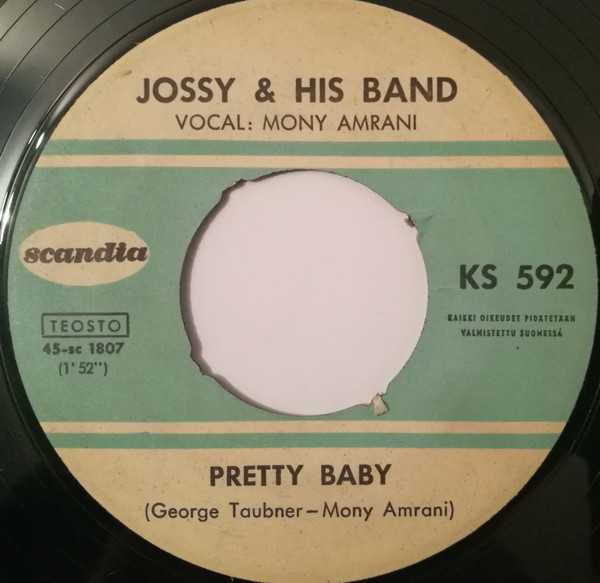 JOSSY & HIS BAND
VOCAL: MONY AMRANI
scandia
KS 592
TEOSTO
45-sc 1807
(1'52")
KAIKKI OIKEUDET PIDÄTETÄÄN
VALMISTETTU SUOMESSA
PRETTY BABY
(George Taubner–Mony Amrani)